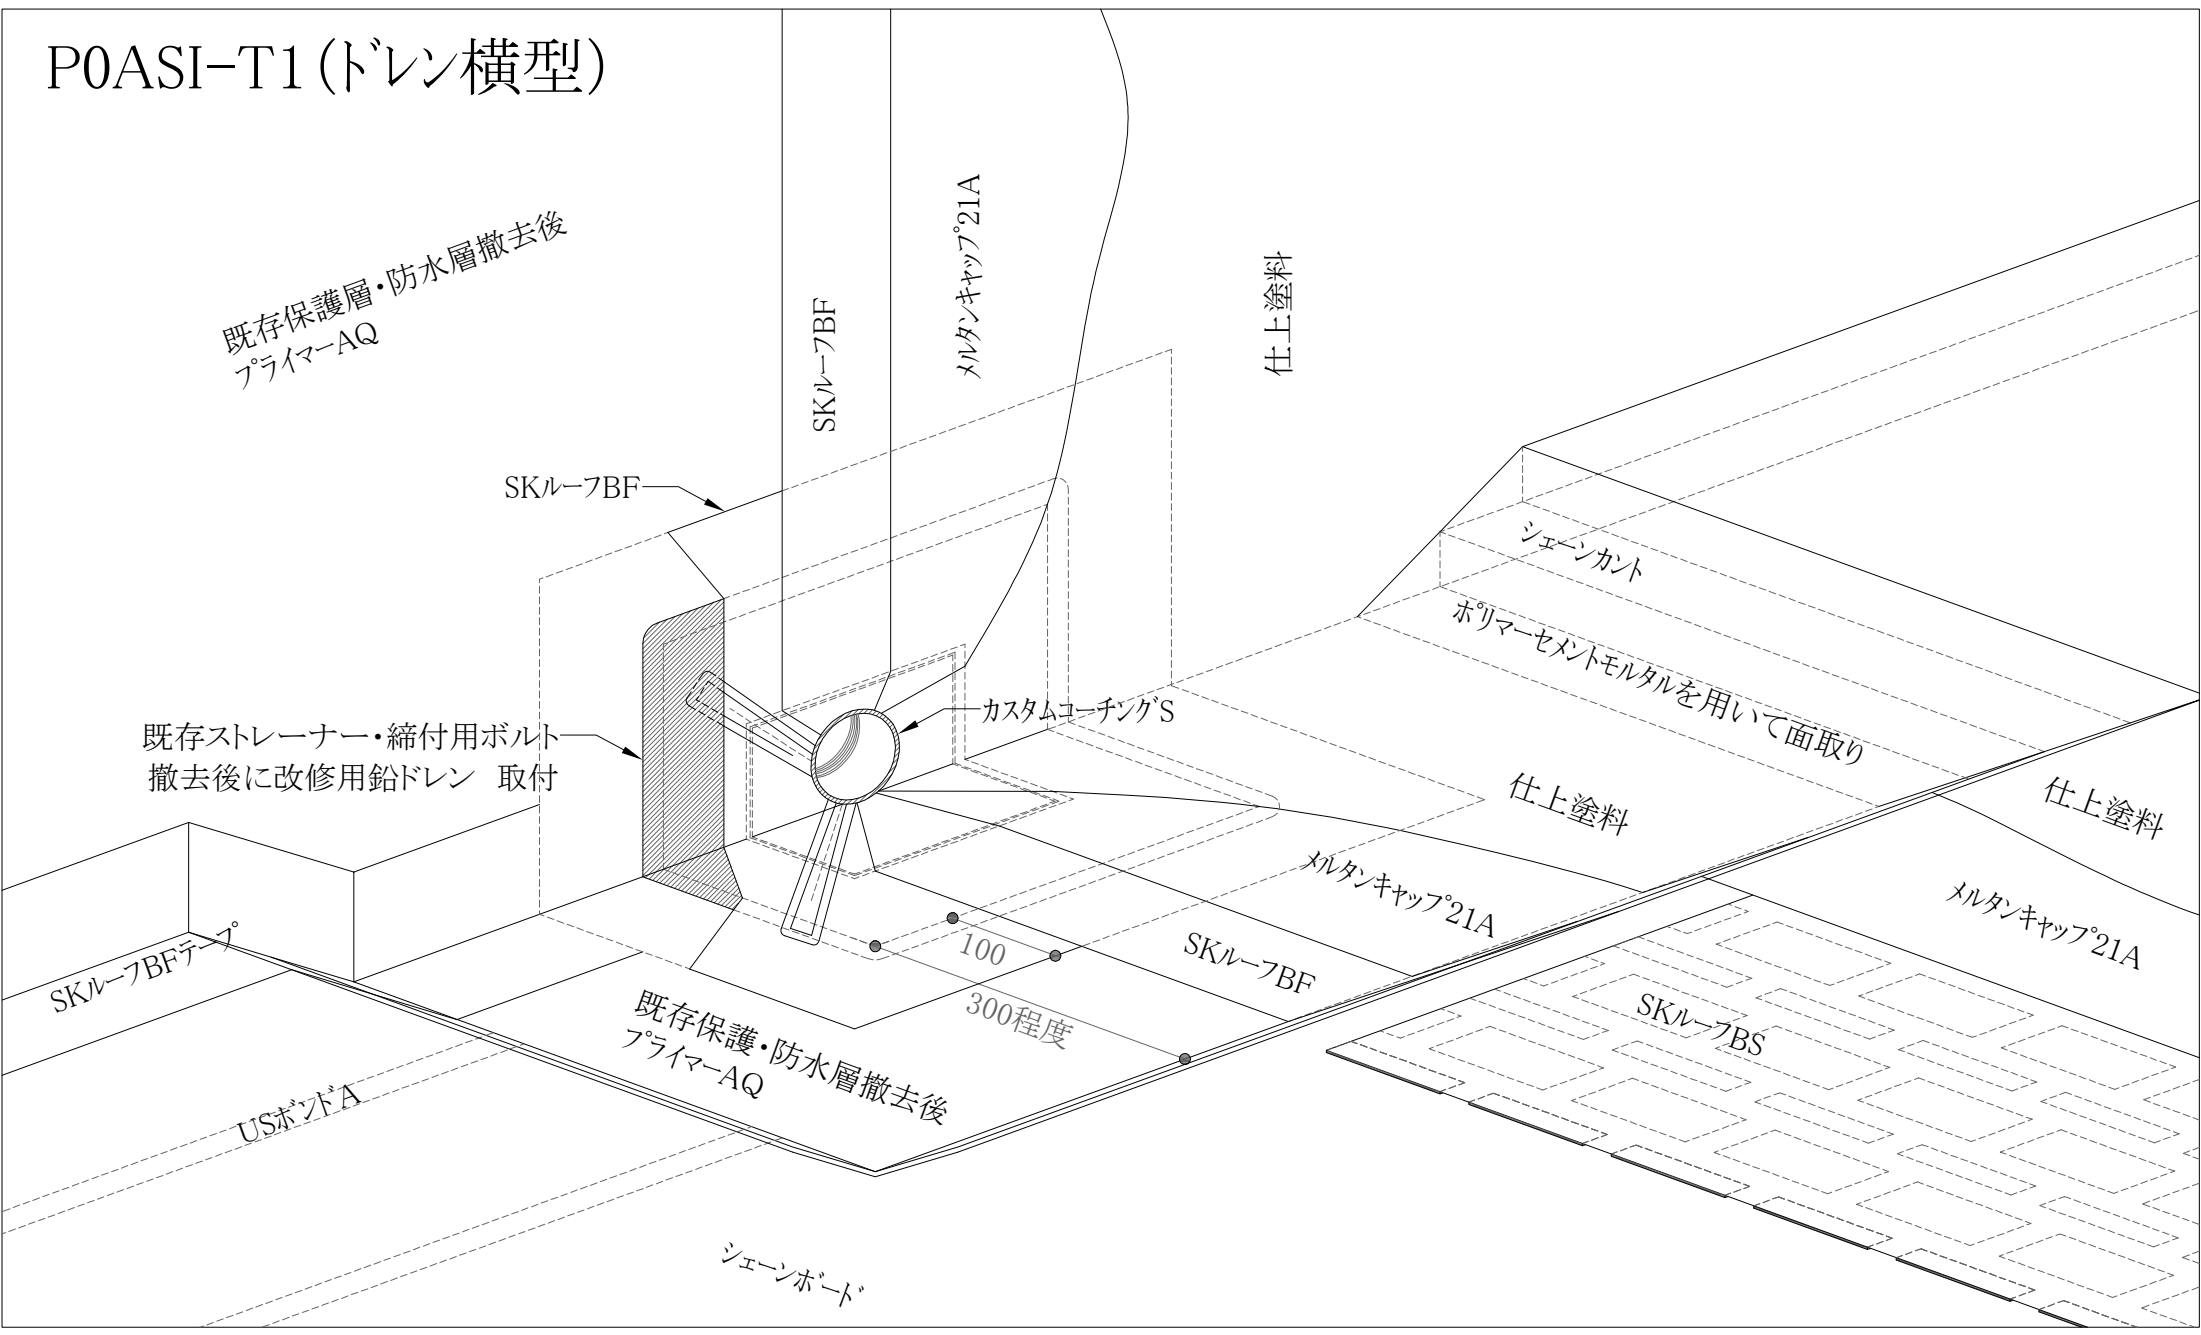 P0ASI-T1(ドレン横型)
既存保護層・防水層撤去後
プライマーAQ
SKルーフBF
メルタンキャップ21A
仕上塗料
SKルーフBF
カスタムコーチングS
既存ストレーナー・締付用ボルト
撤去後に改修用鉛ドレン 取付
シェーンカント
ポリマーセメントモルタルを用いて面取り
仕上塗料
仕上塗料
メルタンキャップ21A
メルタンキャップ21A
SKルーフBF
SKルーフBS
100
300程度
SKルーフBFテープ
既存保護・防水層撤去後
プライマーAQ
USボンドA
シェーンボード